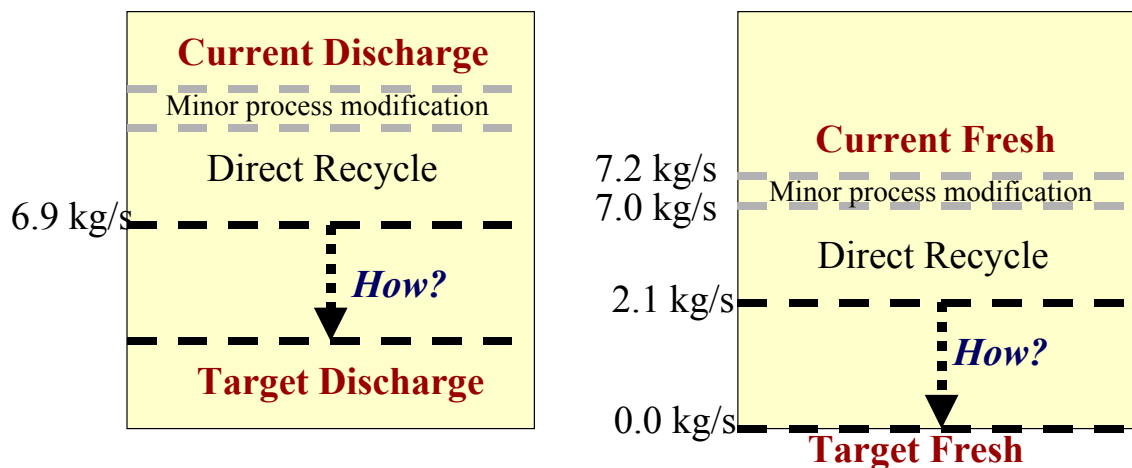 Current Discharge
Minor process modification
Direct Recycle
6.9 kg/s
How?
Target Discharge
Current Fresh
7.2 kg/s
Minor process modification
7.0 kg/s
Direct Recycle
2.1 kg/s
How?
0.0 kg/s
Target Fresh